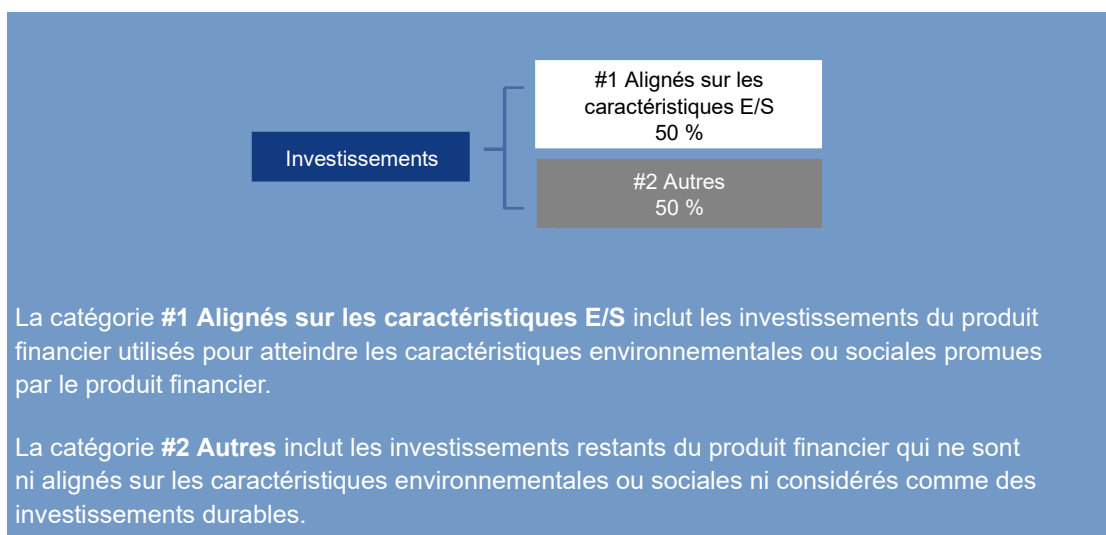 #1 Alignés sur les
caractéristiques E/S
50 %
Investissements
#2 Autres
50 %
La catégorie #1 Alignés sur les caractéristiques E/S inclut les investissements du produit
financier utilisés pour atteindre les caractéristiques environnementales ou sociales promues
par le produit financier.
La catégorie #2 Autres inclut les investissements restants du produit financier qui ne sont
ni alignés sur les caractéristiques environnementales ou sociales ni considérés comme des
investissements durables.